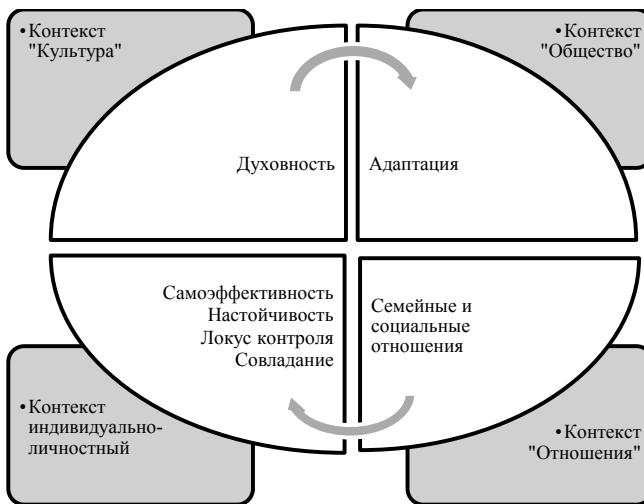 •Контекст
"Культура"
•Контекст
"Общество"
Духовность
Адаптация
Самоэффективность
Настойчивость
Локус контроля
Совладание
Семейные и
социальные
отношения
•Контекст
индивидуально-
личностный
•Контекст
"Отношения"